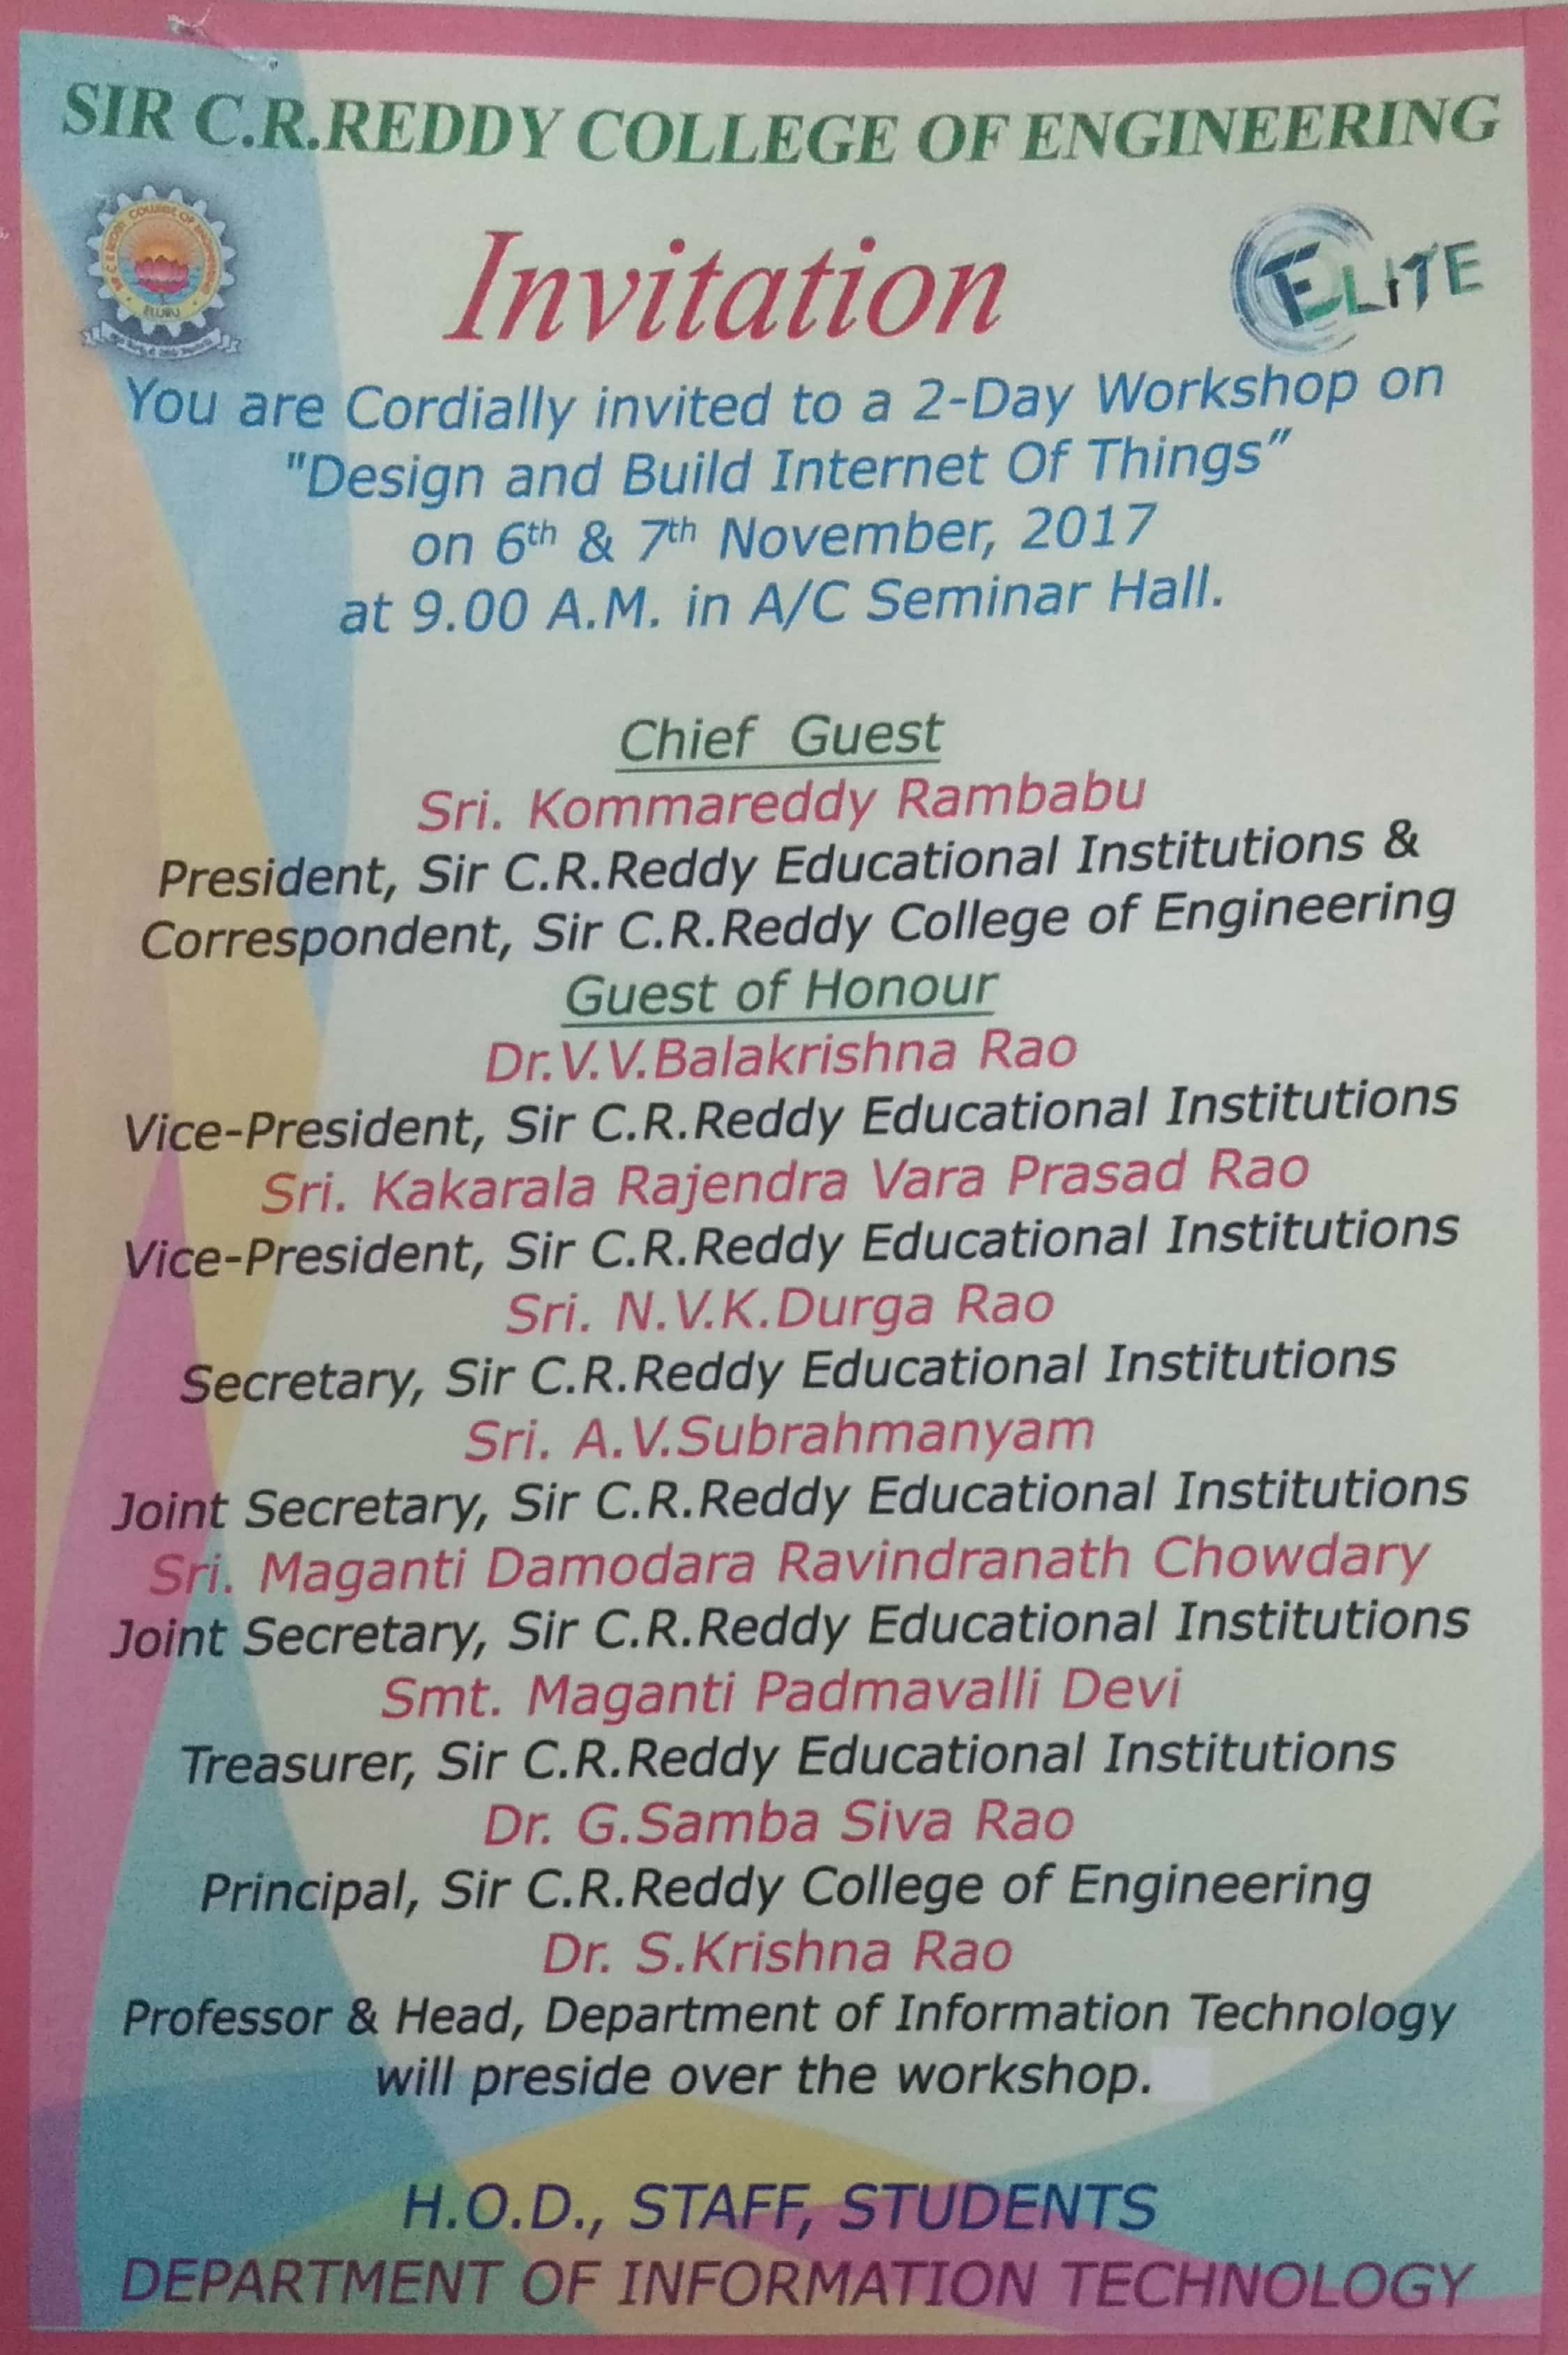 SIR C.R.REDDY COLLEGE OF ENGINEERING
COLLEGE OF
ELURU
Invitation
ELITE
You are Cordially invited to a 2-Day Workshop on
"Design and Build Internet Of Things”
on 6th & 7th November, 2017
at 9.00 A.M. in A/C Seminar Hall.
Chief Guest
Sri. Kommareddy Rambabu
President, Sir C.R.Reddy Educational Institutions &
Correspondent, Sir C.R.Reddy College of Engineering
Guest of Honour
Dr.V.V.Balakrishna Rao
Vice-President, Sir C.R.Reddy Educational Institutions
Sri. Kakarala Rajendra Vara Prasad Rao
Vice-President, Sir C.R.Reddy Educational Institutions
Sri. N.V.K.Durga Rao
Secretary, Sir C.R.Reddy Educational Institutions
Sri. A.V.Subrahmanyam
Joint Secretary, Sir C.R.Reddy Educational Institutions
Sri. Maganti Damodara Ravindranath Chowdary
Joint Secretary, Sir C.R.Reddy Educational Institutions
Smt. Maganti Padmavalli Devi
Treasurer, Sir C.R.Reddy Educational Institutions
Dr. G.Samba Siva Rao
Principal, Sir C.R.Reddy College of Engineering
Dr. S.Krishna Rao
Professor & Head, Department of Information Technology
will preside over the workshop.
H.O.D., STAFF, STUDENTS
DEPARTMENT OF INFORMATION TECHNOLOGY